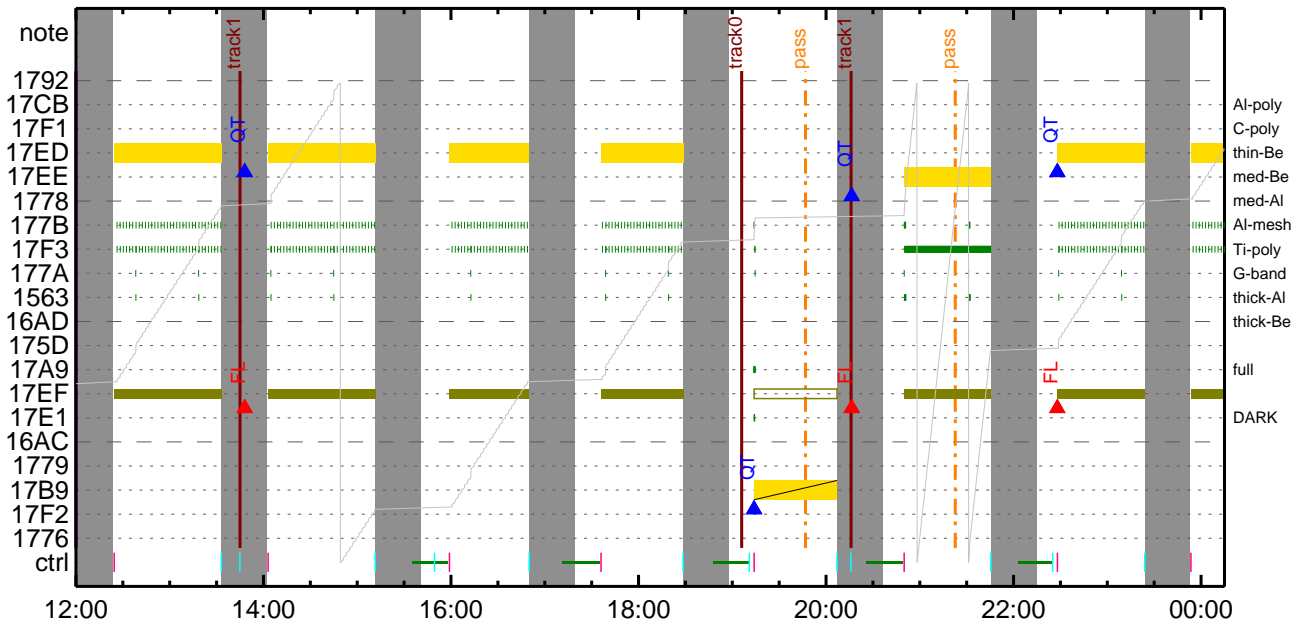 note
track1
track0
pass
track1
pass
1792
17CB Al-poly
17F1 C-poly
QT
QT
QT
17ED thin-Be
17EE med-Be
1778 med-Al
177B Al-mesh
17F3 Ti-poly
177A G-band
1563 thick-Al
16AD thick-Be
175D
17A9 full
FL
FL
FL
17EF
17E1 DARK
16AC
1779
QT
17B9
17F2
1776
ctrl
12:00 14:00 16:00 18:00 20:00 22:00 00:00